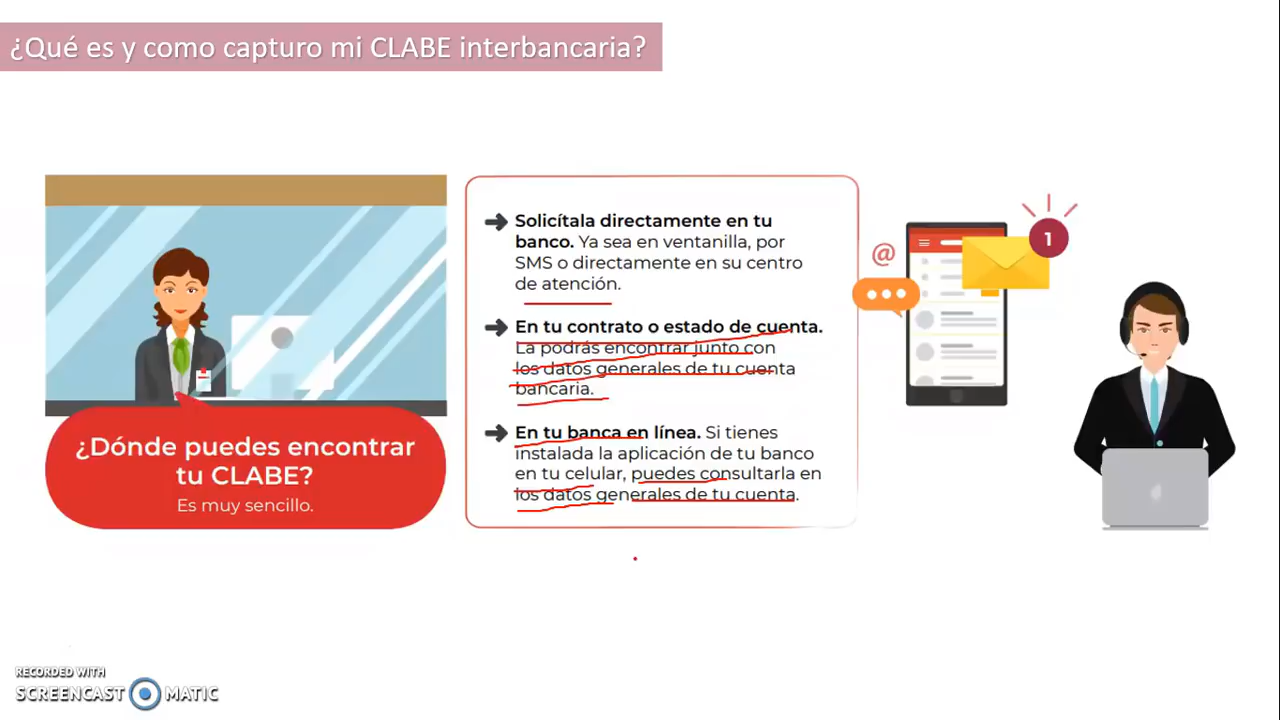 ¿Qué es y como capturo mi CLABE interbancaria?
Solicítala directamente en tu
banco. Ya sea en ventanilla, por
SMS o directamente en su centro
de atención.
En tu contrato o estado de cuenta.
La podrás encontrar junto con
los datos generales de tu cuenta
bancaria.
En tu banca en línea. Si tienes
instalada la aplicación de tu banco
en tu celular, puedes consultarla en
los datos generales de tu cuenta.
¿Dónde puedes encontrar
tu CLABE?
Es muy sencillo.
@
1
RECORDED WITH
SCREENCAST MATIC